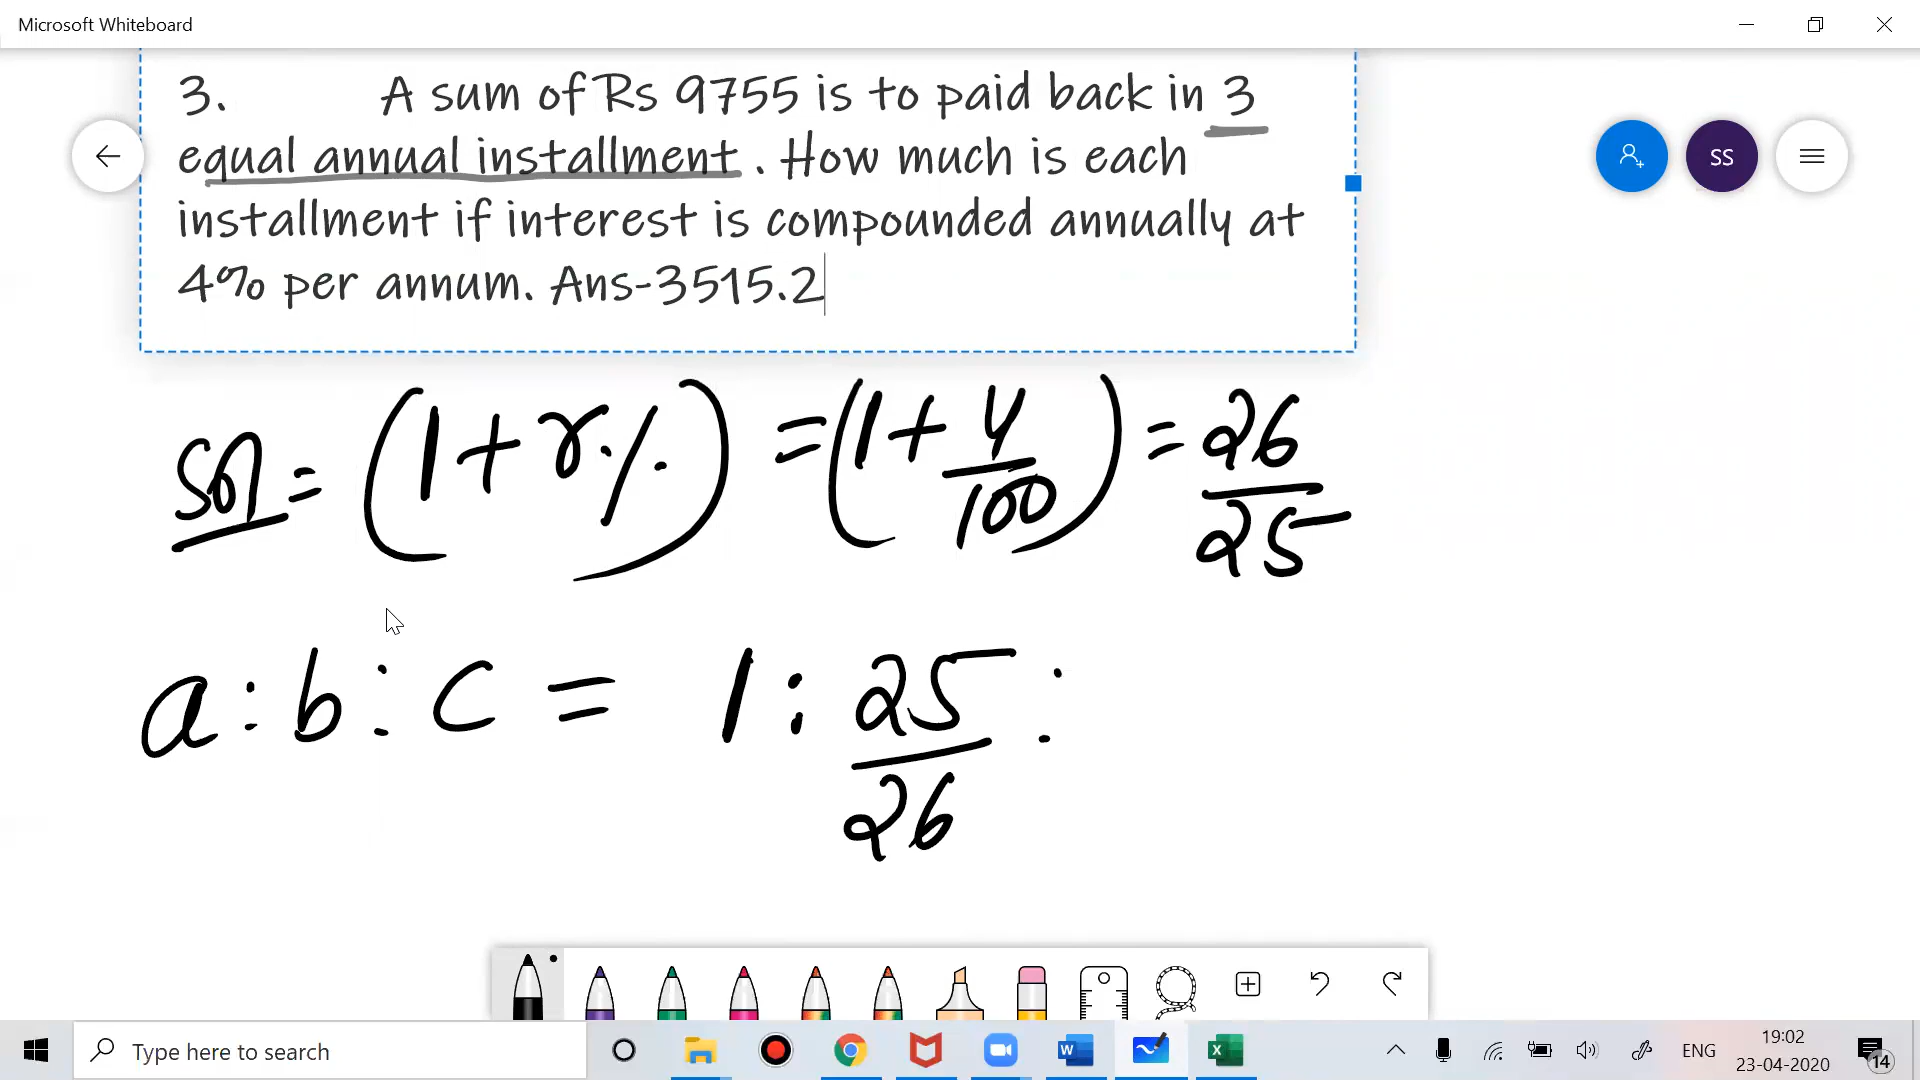 Microsoft Whiteboard
3. A sum of Rs 9755 is to paid back in 3
equal annual installment . How much is each
installment if interest is compounded annually at
4% per annum. Ans-3515.2
SS
Sol = (1 + r%) = (1 + 4/100) = 26/25
a : b : c = 1 : 25/26 :
Type here to search
ENG
19:02
23-04-2020
14